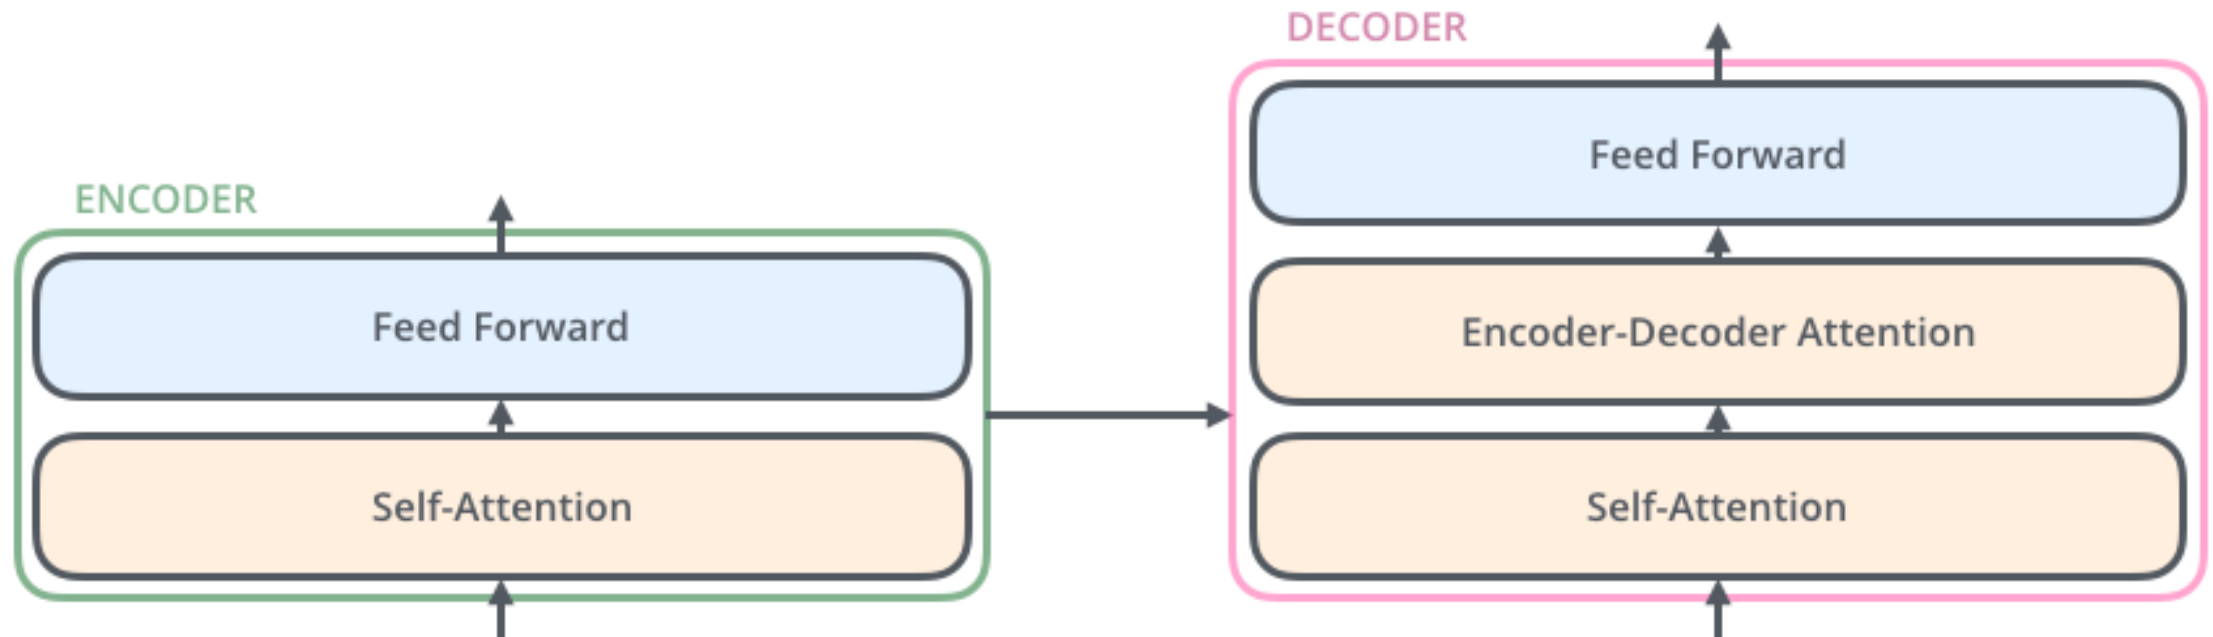 ENCODER
Feed Forward
Self-Attention
DECODER
Feed Forward
Encoder-Decoder Attention
Self-Attention